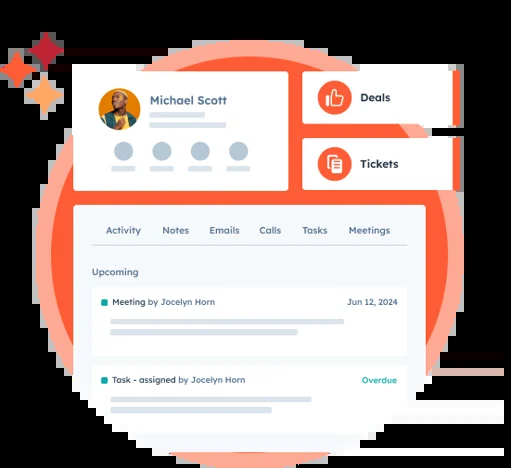 Michael Scott
Deals
Tickets
Activity Notes Emails Calls Tasks Meetings
Upcoming
Meeting by Jocelyn Horn Jun 12, 2024
Task - assigned by Jocelyn Horn Overdue